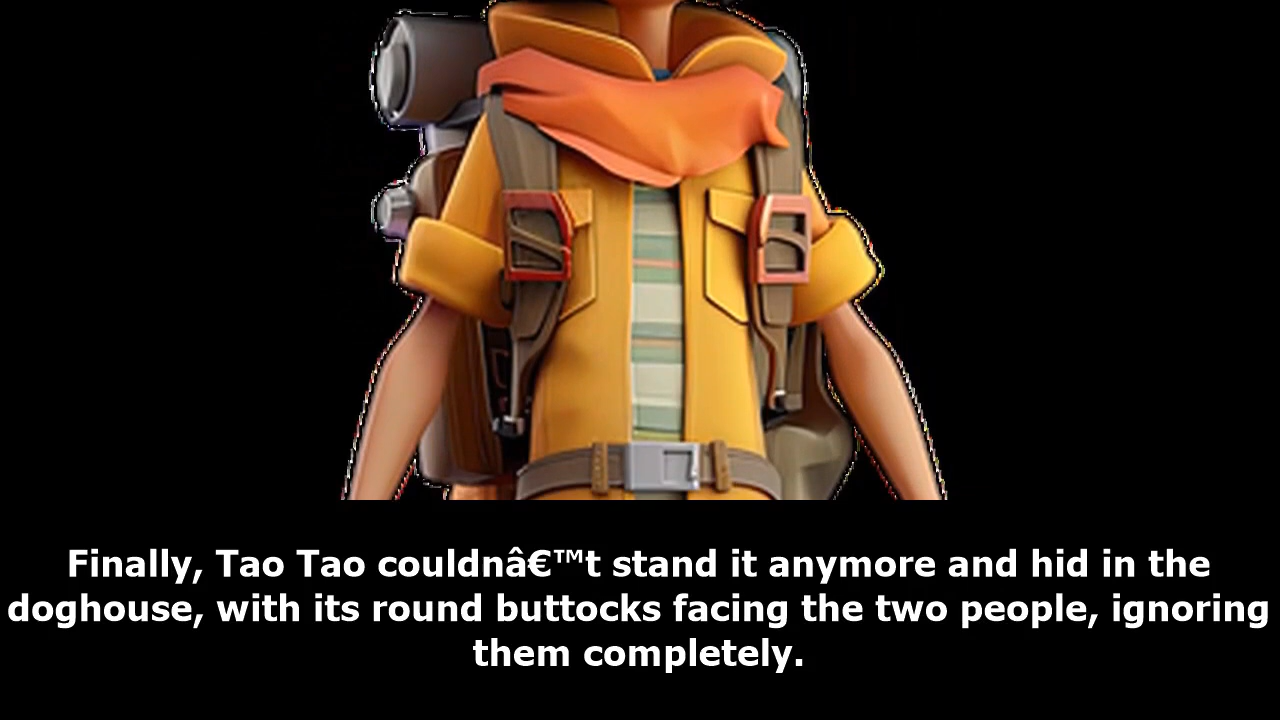 Finally, Tao Tao couldnâ€™t stand it anymore and hid in the
doghouse, with its round buttocks facing the two people, ignoring
them completely.